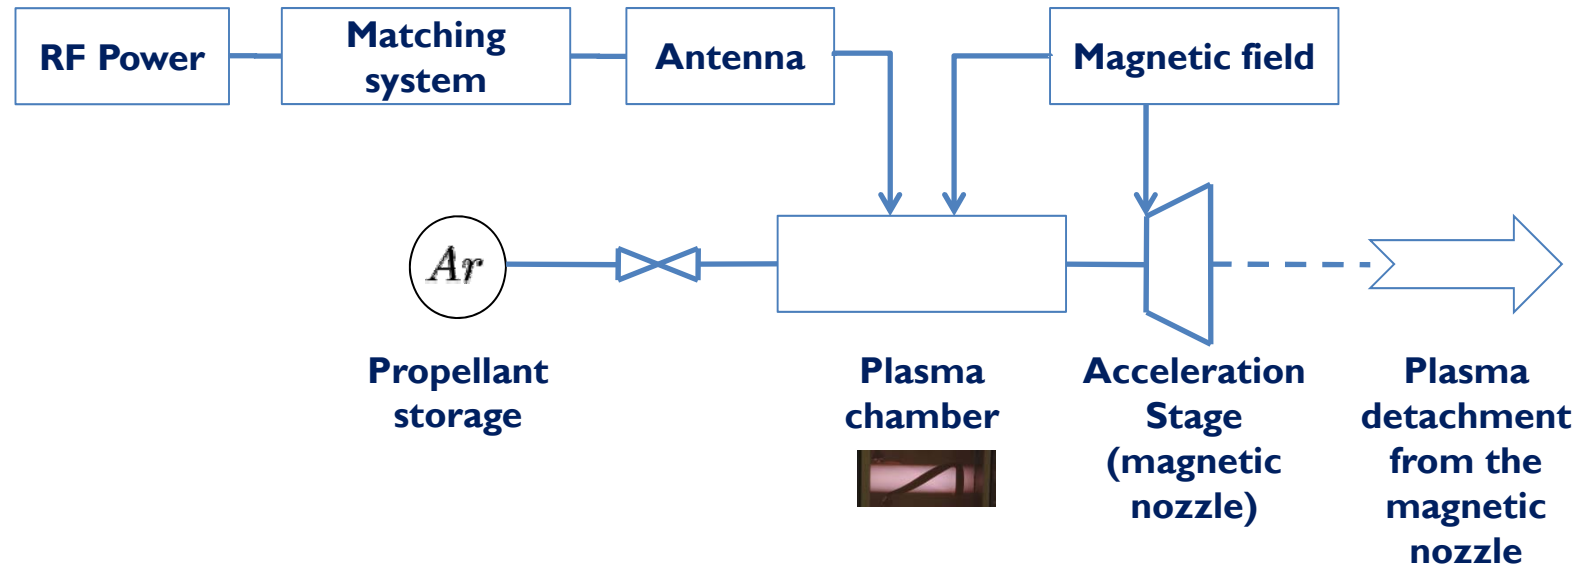 RF Power
Matching
system
Antenna
Magnetic field
Ar
Propellant
storage
Plasma
chamber
Acceleration
Stage
(magnetic
nozzle)
Plasma
detachment
from the
magnetic
nozzle